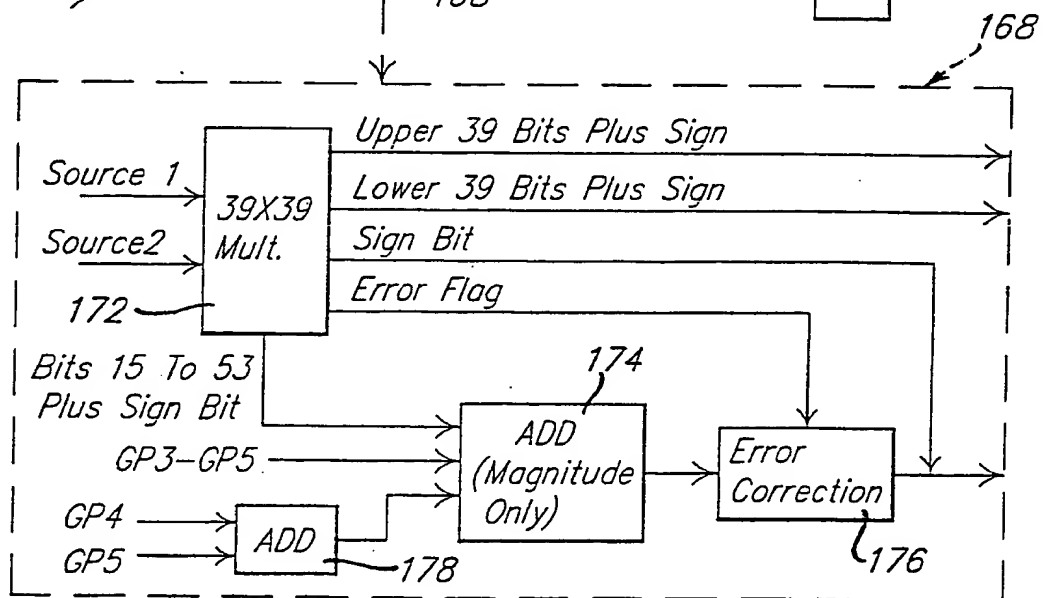 168
Upper 39 Bits Plus Sign
Source 1
Lower 39 Bits Plus Sign
39X39
Mult.
Source2
Sign Bit
Error Flag
172
Bits 15 To 53
Plus Sign Bit
174
ADD
(Magnitude
Only)
GP3-GP5
Error
Correction
GP4
GP5
ADD
178
176